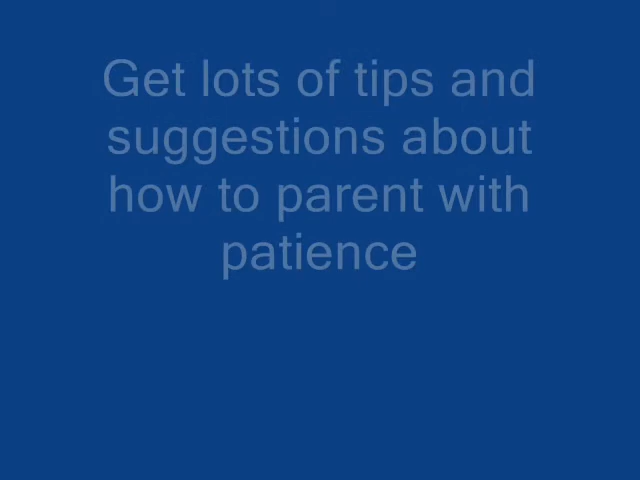 Get lots of tips and
suggestions about
how to parent with
patience